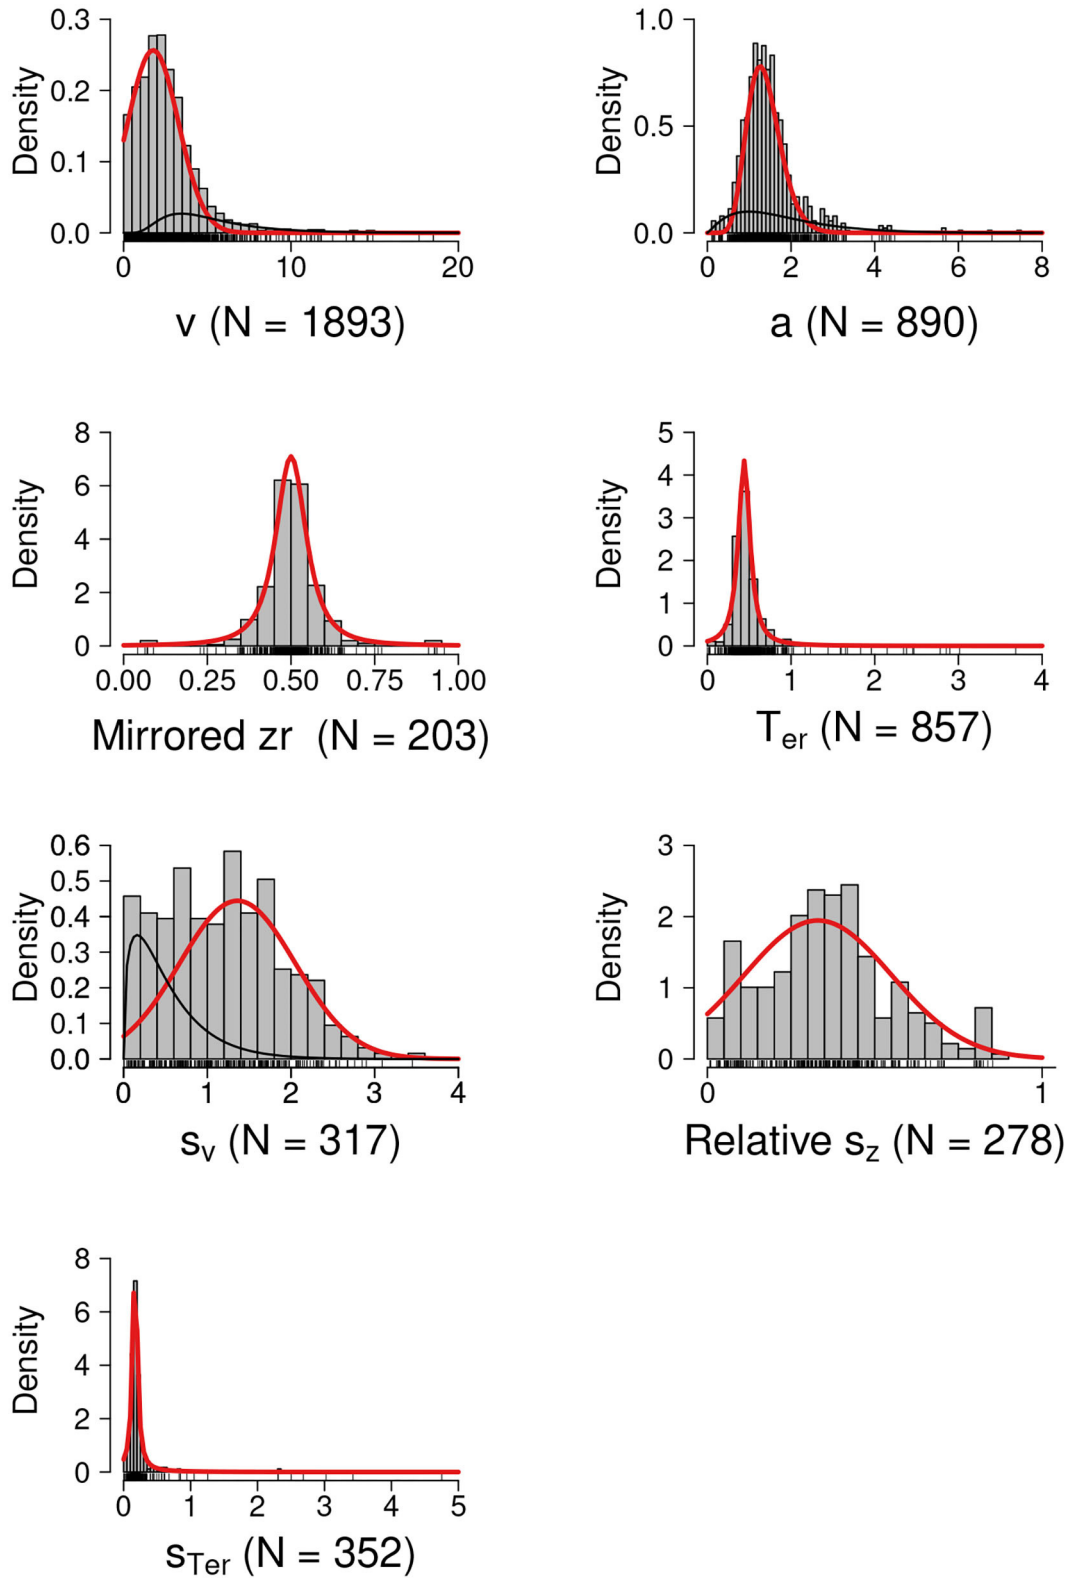 0.3
0.2
0.1
0.0
Density
0 10 20
v (N = 1893)
1.0
0.5
0.0
Density
0 2 4 6 8
a (N = 890)
8
6
4
2
0
Density
0.00 0.25 0.50 0.75 1.00
Mirrored zr (N = 203)
5
4
3
2
1
0
Density
0 1 2 3 4
Ter (N = 857)
0.6
0.5
0.4
0.3
0.2
0.1
0.0
Density
0 1 2 3 4
sv (N = 317)
3
2
1
0
Density
0 1
Relative sz (N = 278)
8
6
4
2
0
Density
0 1 2 3 4 5
sTer (N = 352)